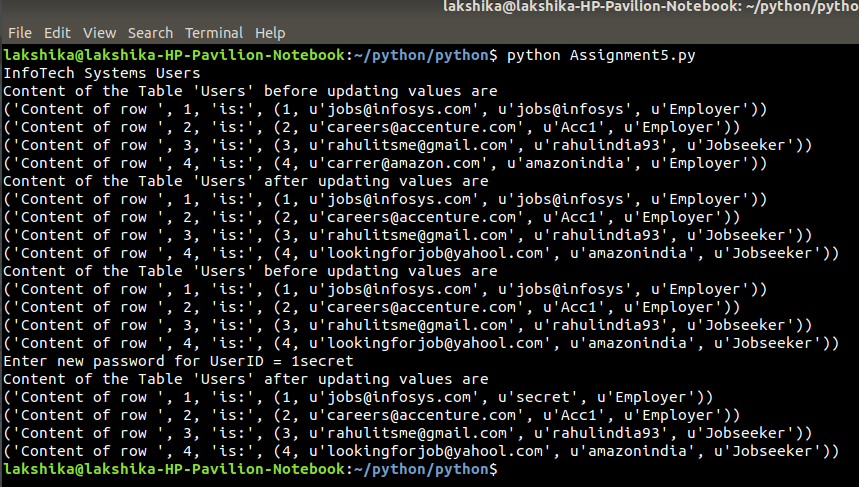 lakshika@lakshika-HP-Pavilion-Notebook: ~/python/pytho
File Edit View Search Terminal Help
lakshika@lakshika-HP-Pavilion-Notebook:~/python/python$ python Assignment5.py
InfoTech Systems Users
Content of the Table 'Users' before updating values are
('Content of row ', 1, 'is:', (1, u'jobs@infosys.com', u'jobs@infosys', u'Employer'))
('Content of row ', 2, 'is:', (2, u'careers@accenture.com', u'Acc1', u'Employer'))
('Content of row ', 3, 'is:', (3, u'rahulitsme@gmail.com', u'rahulindia93', u'Jobseeker'))
('Content of row ', 4, 'is:', (4, u'carrer@amazon.com', u'amazonindia', u'Employer'))
Content of the Table 'Users' after updating values are
('Content of row ', 1, 'is:', (1, u'jobs@infosys.com', u'jobs@infosys', u'Employer'))
('Content of row ', 2, 'is:', (2, u'careers@accenture.com', u'Acc1', u'Employer'))
('Content of row ', 3, 'is:', (3, u'rahulitsme@gmail.com', u'rahulindia93', u'Jobseeker'))
('Content of row ', 4, 'is:', (4, u'lookingforjob@yahool.com', u'amazonindia', u'Jobseeker'))
Content of the Table 'Users' before updating values are
('Content of row ', 1, 'is:', (1, u'jobs@infosys.com', u'jobs@infosys', u'Employer'))
('Content of row ', 2, 'is:', (2, u'careers@accenture.com', u'Acc1', u'Employer'))
('Content of row ', 3, 'is:', (3, u'rahulitsme@gmail.com', u'rahulindia93', u'Jobseeker'))
('Content of row ', 4, 'is:', (4, u'lookingforjob@yahool.com', u'amazonindia', u'Jobseeker'))
Enter new password for UserID = 1secret
Content of the Table 'Users' after updating values are
('Content of row ', 1, 'is:', (1, u'jobs@infosys.com', u'secret', u'Employer'))
('Content of row ', 2, 'is:', (2, u'careers@accenture.com', u'Acc1', u'Employer'))
('Content of row ', 3, 'is:', (3, u'rahulitsme@gmail.com', u'rahulindia93', u'Jobseeker'))
('Content of row ', 4, 'is:', (4, u'lookingforjob@yahool.com', u'amazonindia', u'Jobseeker'))
lakshika@lakshika-HP-Pavilion-Notebook:~/python/python$